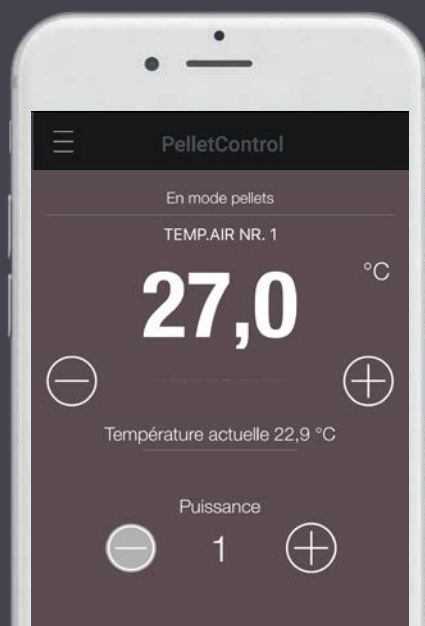 PelletControl
En mode pellets
TEMP.AIR NR. 1
27,0 °C
Température actuelle 22,9 °C
Puissance
1